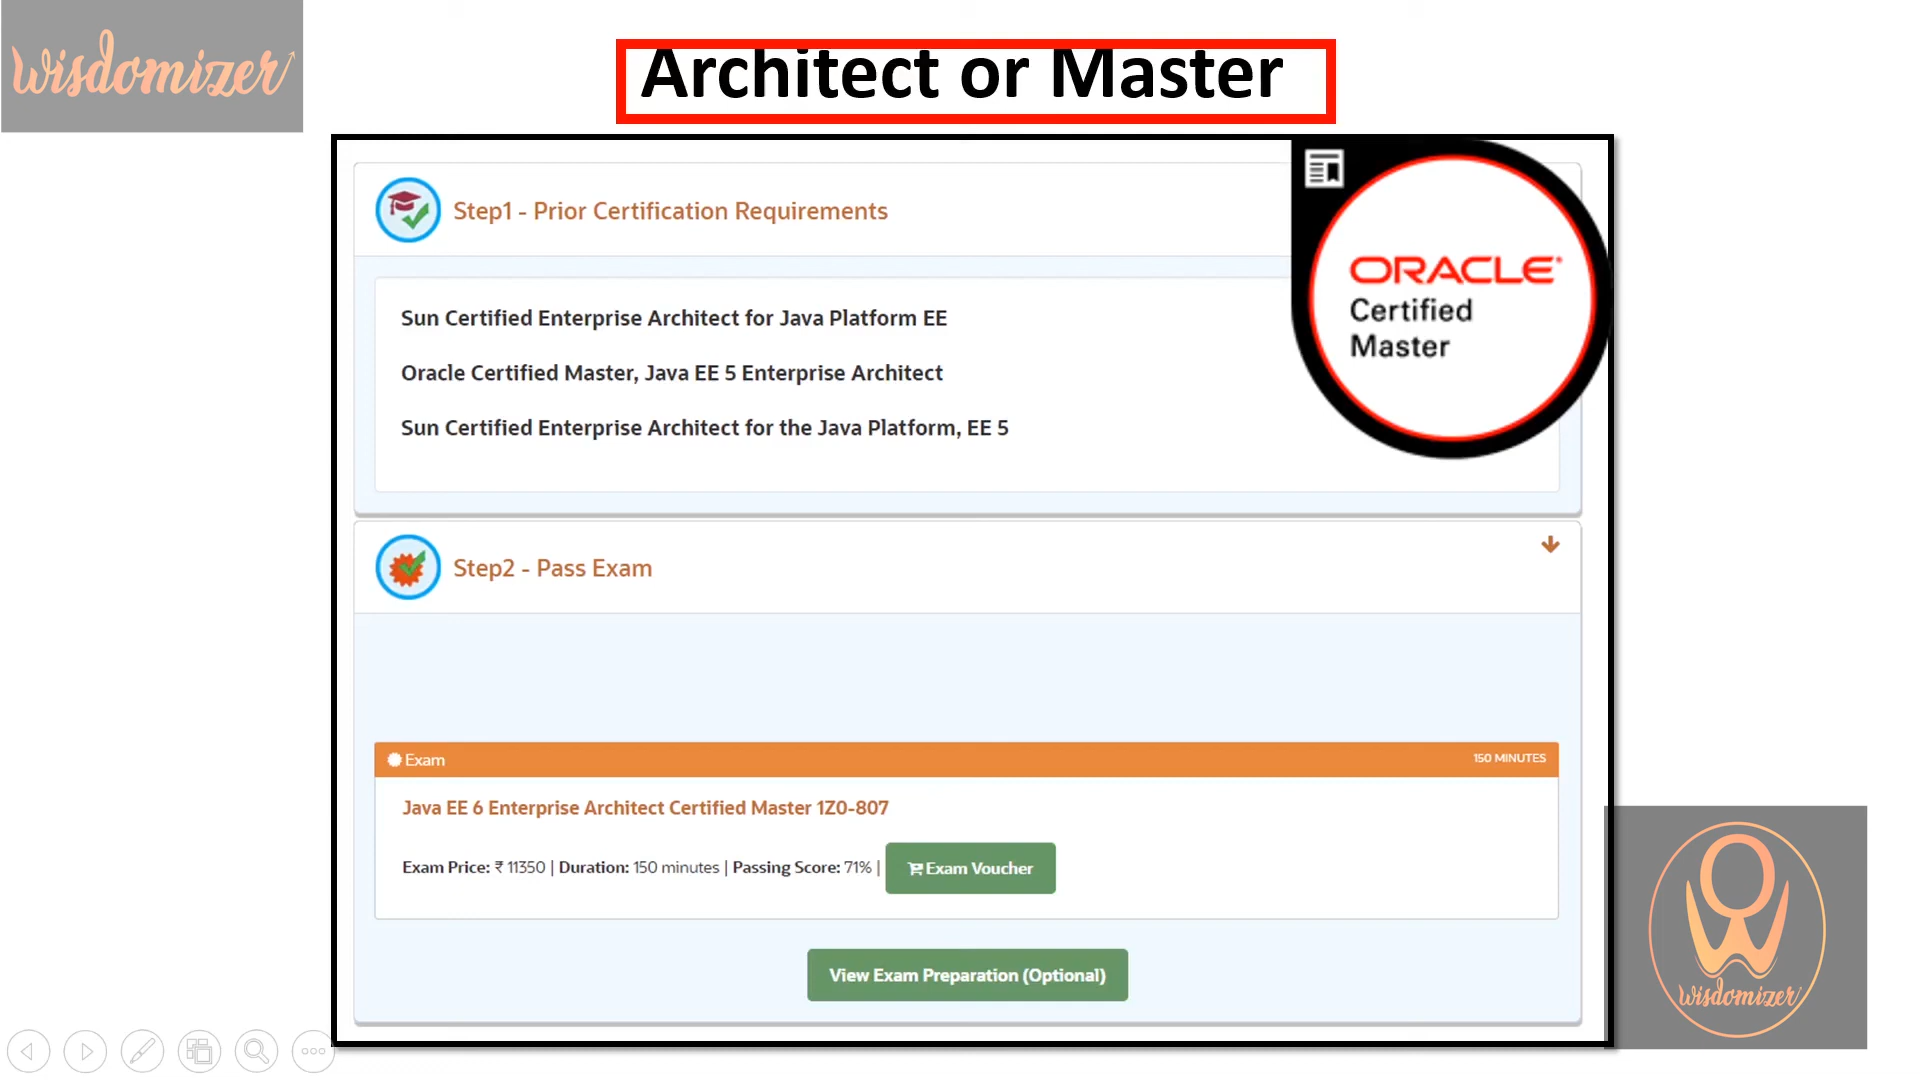 wisdomizer
Architect or Master
Step1 - Prior Certification Requirements
ORACLE
Certified
Master
Sun Certified Enterprise Architect for Java Platform EE
Oracle Certified Master, Java EE 5 Enterprise Architect
Sun Certified Enterprise Architect for the Java Platform, EE 5
Step2 - Pass Exam
Exam
150 MINUTES
Java EE 6 Enterprise Architect Certified Master 1Z0-807
Exam Price: ₹ 11350 | Duration: 150 minutes | Passing Score: 71% |
Exam Voucher
View Exam Preparation (Optional)
wisdomizer